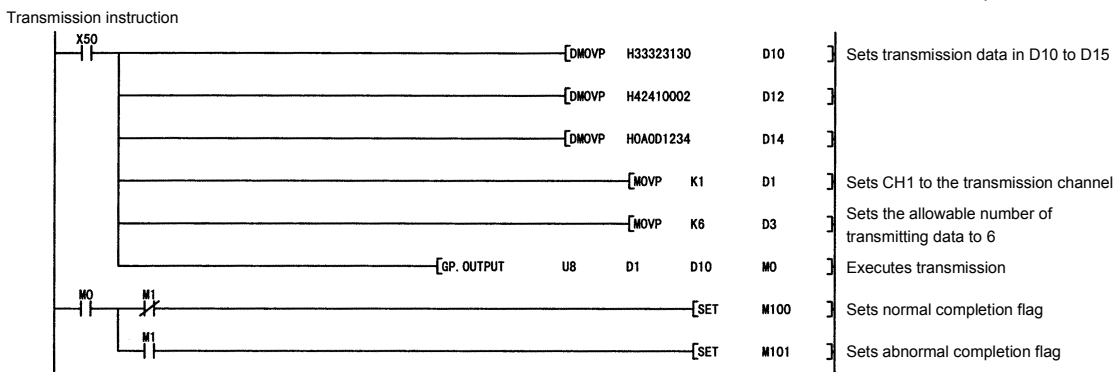 Transmission instruction
X50
[DMOVP H33323130 D10 ] Sets transmission data in D10 to D15
[DMOVP H42410002 D12 ]
[DMOVP H0A0D1234 D14 ]
[MOVP K1 D1 ] Sets CH1 to the transmission channel
[MOVP K6 D3 ] Sets the allowable number of
transmitting data to 6
[GP.OUTPUT U8 D1 D10 M0 ] Executes transmission
M0 M1
[SET M100 ] Sets normal completion flag
M1
[SET M101 ] Sets abnormal completion flag